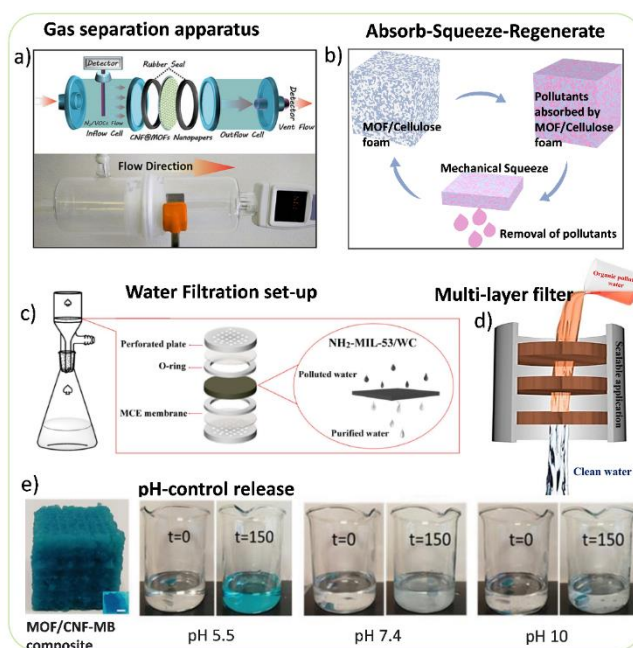 Gas separation apparatus
Absorb-Squeeze-Regenerate
a)
Detector
Rubber Seal
N₂/VOCs Flow
Inflow Cell
CNF@MOFs Nanopapers
Outflow Cell
Detector
Vent Flow
Flow Direction
b)
MOF/Cellulose
foam
Pollutants
absorbed by
MOF/Cellulose
foam
Mechanical Squeeze
Removal of pollutants
Water Filtration set-up
Multi-layer filter
c)
Perforated plate
O-ring
MCE membrane
NH₂-MIL-53/WC
Polluted water
Purified water
d)
Organic
water
Scalable application
Clean water
e)
pH-control release
t=0
t=150
t=0
t=150
t=0
t=150
MOF/CNF-MB
composite
pH 5.5
pH 7.4
pH 10